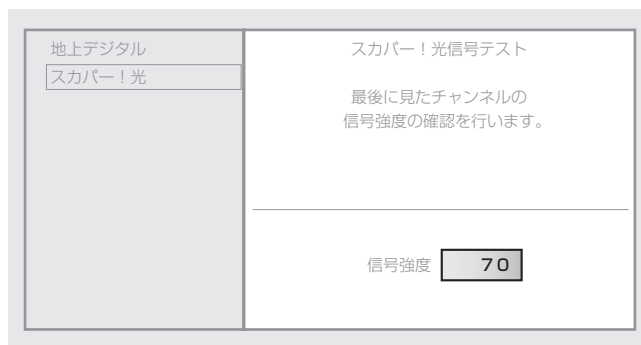 地上デジタル
スカパー！光
スカパー！光信号テスト
最後に見たチャンネルの
信号強度の確認を行います。
信号強度 70